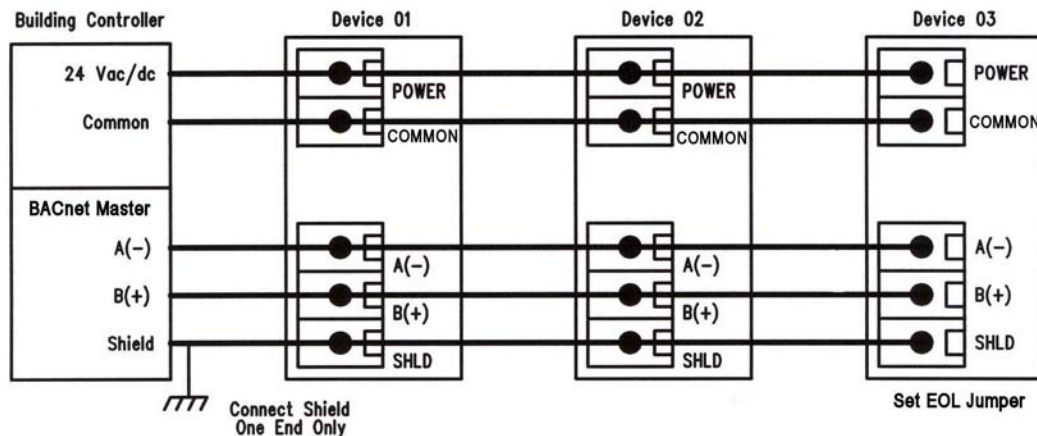 Building Controller
Device 01
Device 02
Device 03
24 Vac/dc
POWER
POWER
POWER
Common
COMMON
COMMON
COMMON
BACnet Master
A(-)
A(-)
A(-)
A(-)
B(+)
B(+)
B(+)
B(+)
Shield
SHLD
SHLD
SHLD
Connect Shield
One End Only
Set EOL Jumper